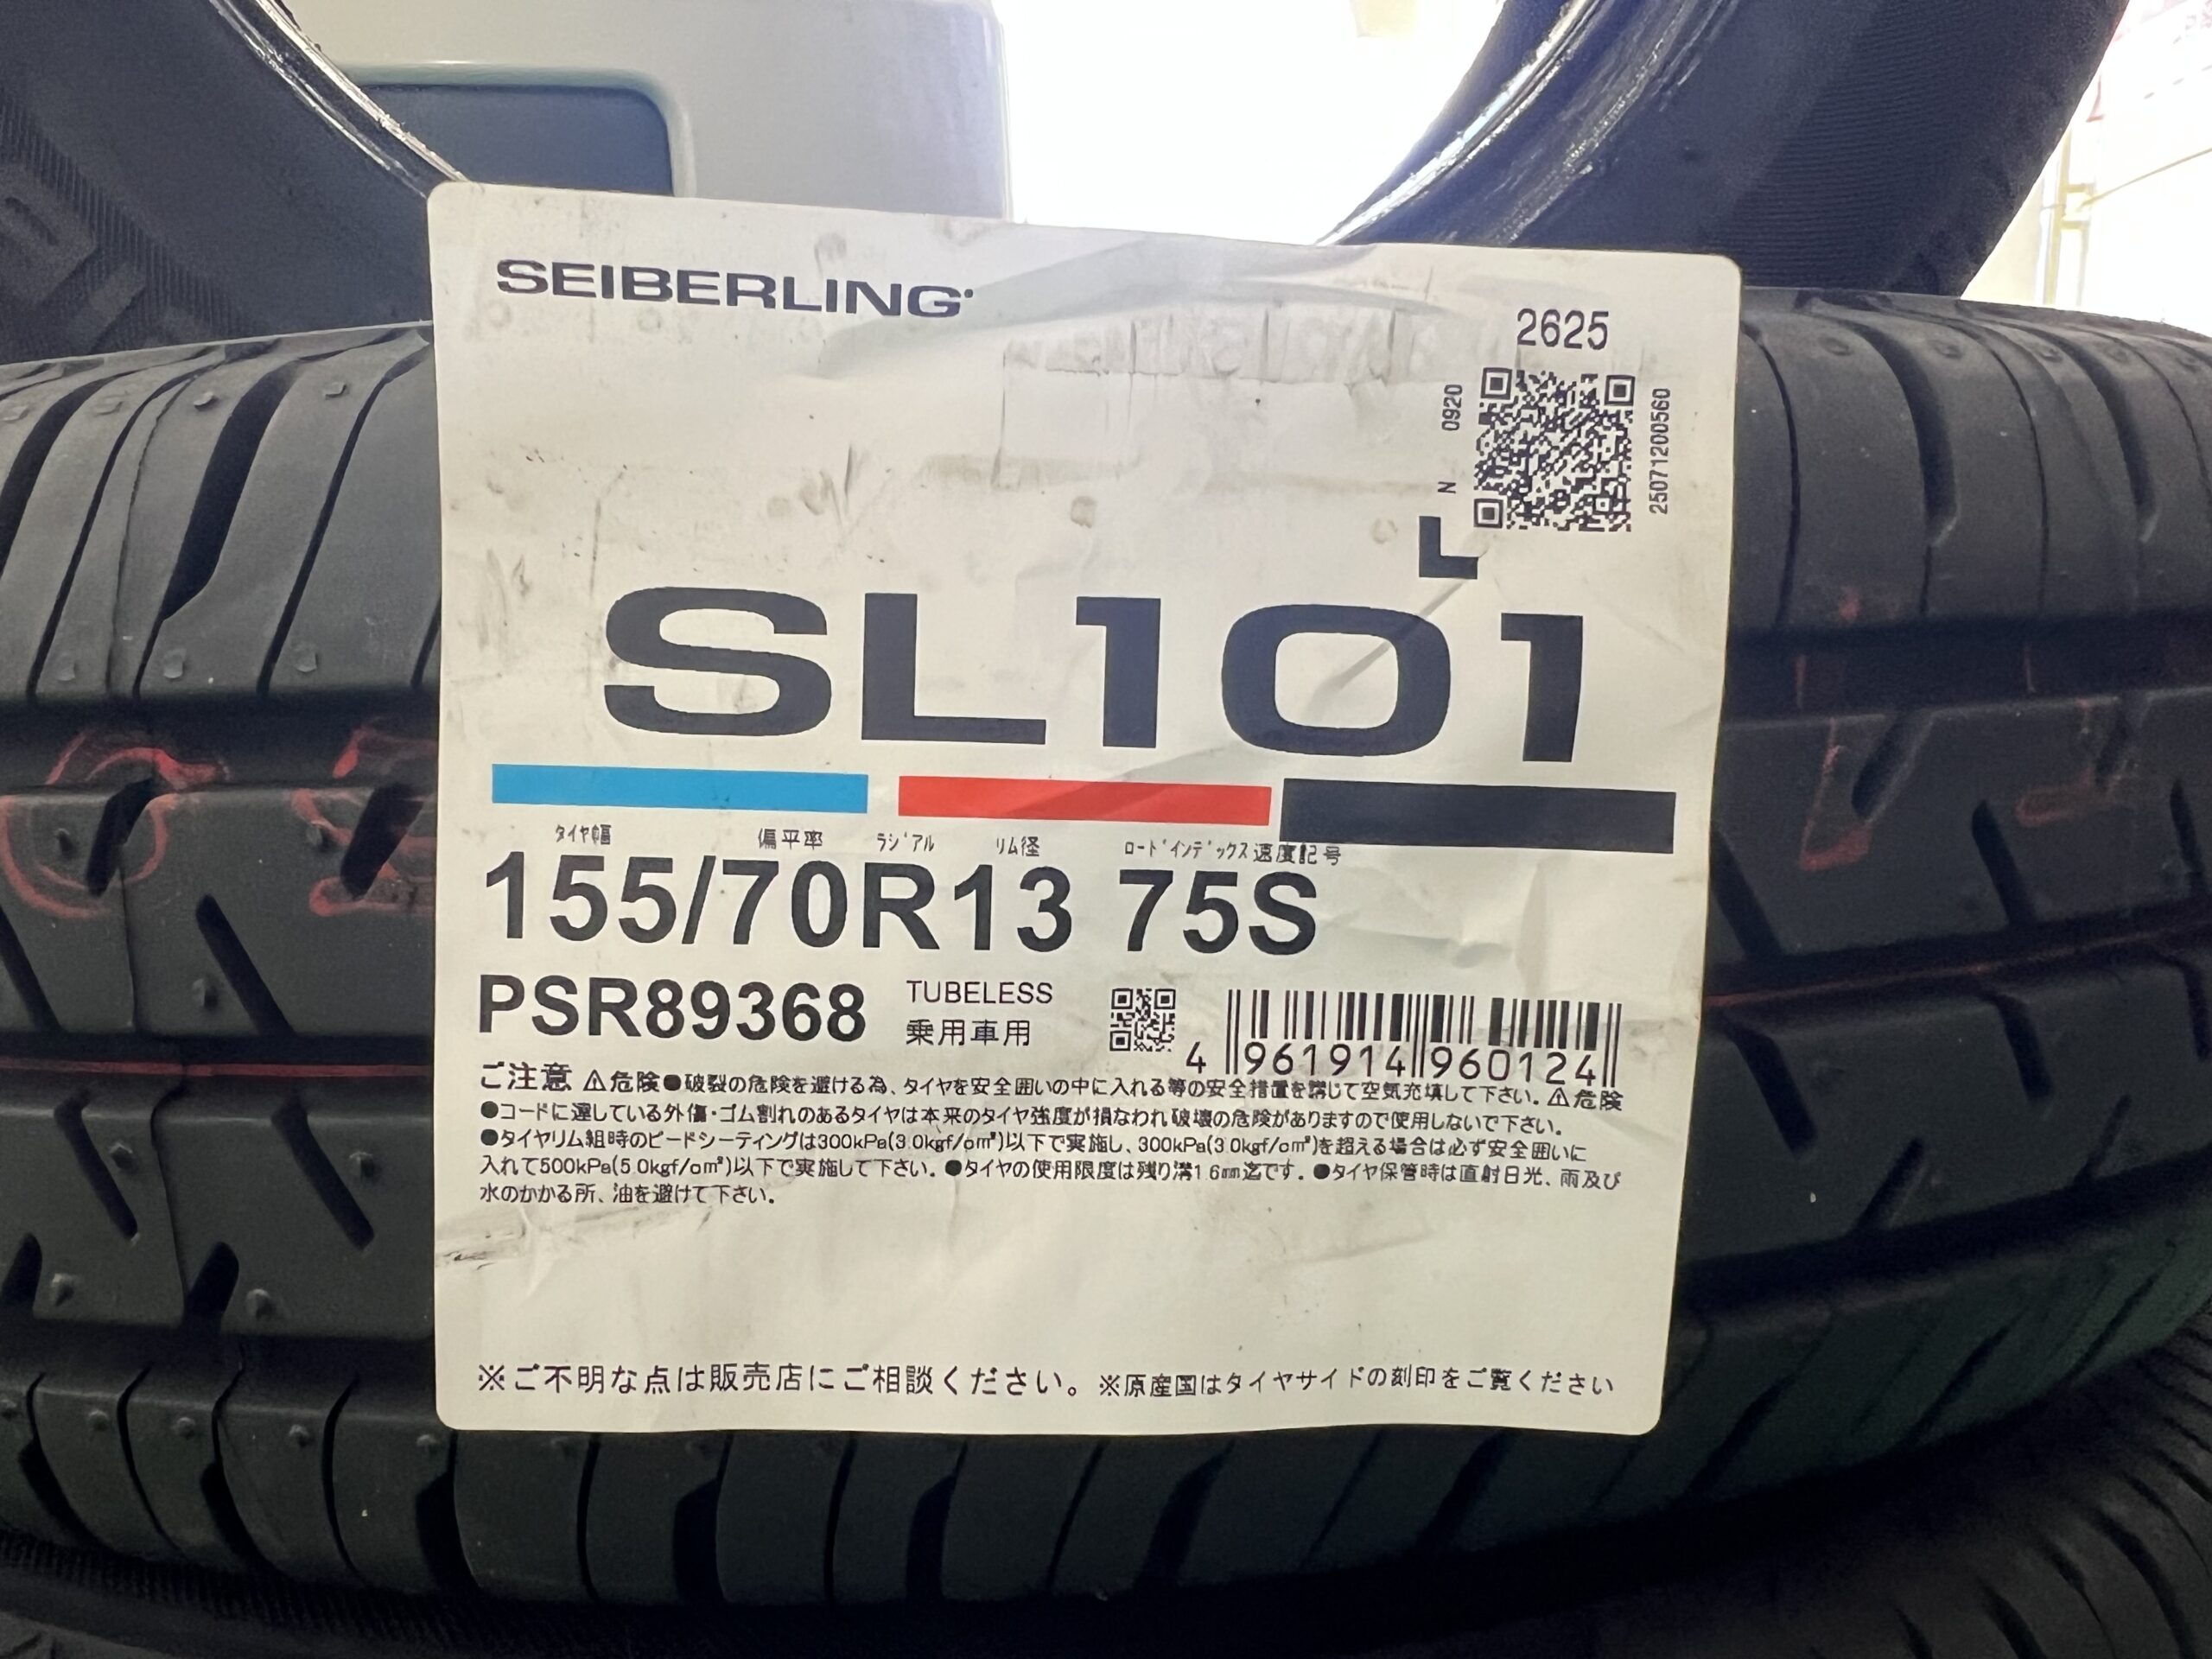 SEIBERLING
2625
0920
N
25071200560
SL101
タイヤ幅 偏平率 ラジアル リム径 ロードインデックス 速度記号
155/70R13 75S
PSR89368 TUBELESS
乗用車用
4 961914 960124
ご注意 ⚠危険●破裂の危険を避ける為、タイヤを安全囲いの中に入れる等の安全措置を講じて空気充填して下さい。⚠危険
●コードに達している外傷・ゴム割れのあるタイヤは本来のタイヤ強度が損なわれ破壊の危険がありますので使用しないで下さい。
●タイヤリム組時のビードシーティングは300kPa(3.0kgf/cm²)以下で実施し、300kPa(3.0kgf/cm²)を超える場合は必ず安全囲いに
入れて500kPa(5.0kgf/cm²)以下で実施して下さい。●タイヤの使用限度は残り溝1.6mm迄です。●タイヤ保管時は直射日光、雨及び
水のかかる所、油を避けて下さい。
※ご不明な点は販売店にご相談ください。※原産国はタイヤサイドの刻印をご覧ください